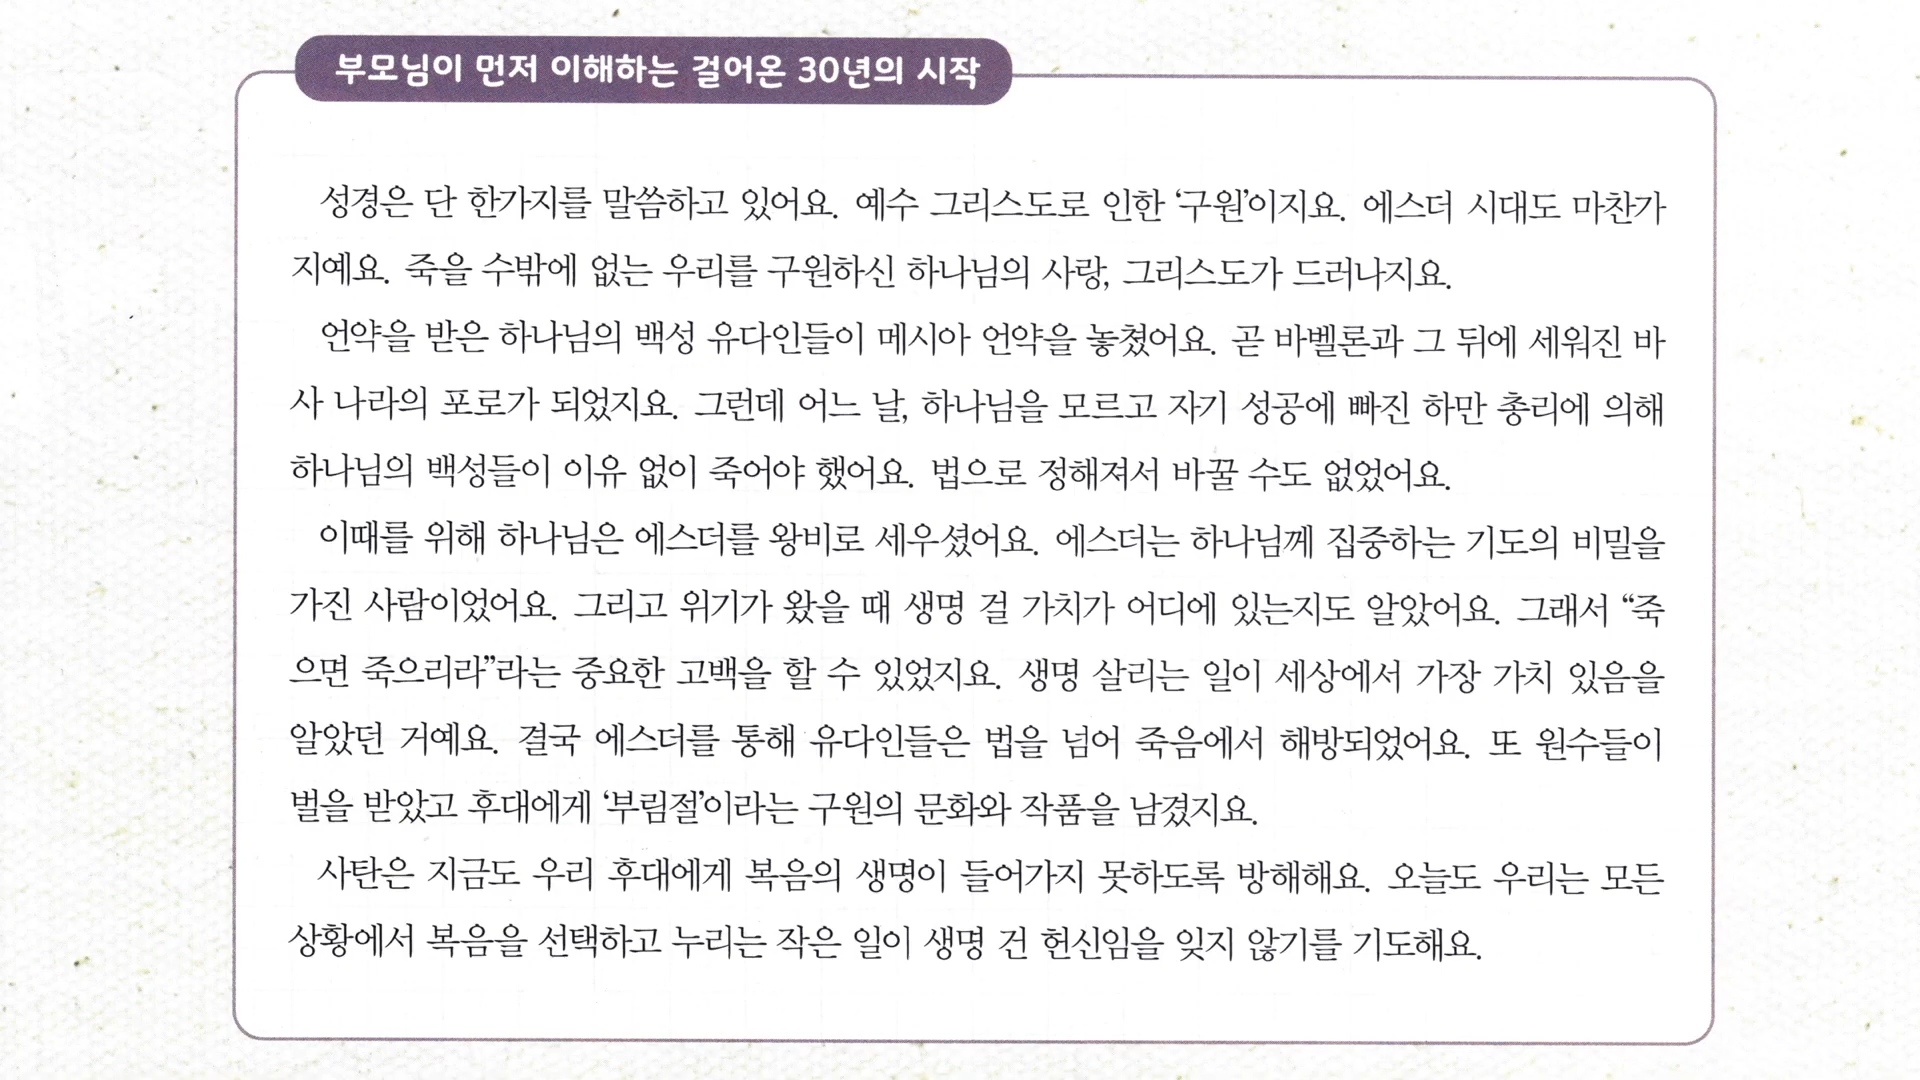 부모님이 먼저 이해하는 걸어온 30년의 시작
성경은 단 한가지를 말씀하고 있어요. 예수 그리스도로 인한 ‘구원’이지요. 에스더 시대도 마찬가
지예요. 죽을 수밖에 없는 우리를 구원하신 하나님의 사랑, 그리스도가 드러나지요.
언약을 받은 하나님의 백성 유다인들이 메시아 언약을 놓쳤어요. 곧 바벨론과 그 뒤에 세워진 바
사 나라의 포로가 되었지요. 그런데 어느 날, 하나님을 모르고 자기 성공에 빠진 하만 총리에 의해
하나님의 백성들이 이유 없이 죽어야 했어요. 법으로 정해져서 바꿀 수도 없었어요.
이때를 위해 하나님은 에스더를 왕비로 세우셨어요. 에스더는 하나님께 집중하는 기도의 비밀을
가진 사람이었어요. 그리고 위기가 왔을 때 생명 걸 가치가 어디에 있는지도 알았어요. 그래서 “죽
으면 죽으리라”라는 중요한 고백을 할 수 있었지요. 생명 살리는 일이 세상에서 가장 가치 있음을
알았던 거예요. 결국 에스더를 통해 유다인들은 법을 넘어 죽음에서 해방되었어요. 또 원수들이
벌을 받았고 후대에게 ‘부림절’이라는 구원의 문화와 작품을 남겼지요.
사탄은 지금도 우리 후대에게 복음의 생명이 들어가지 못하도록 방해해요. 오늘도 우리는 모든
상황에서 복음을 선택하고 누리는 작은 일이 생명 건 헌신임을 잊지 않기를 기도해요.